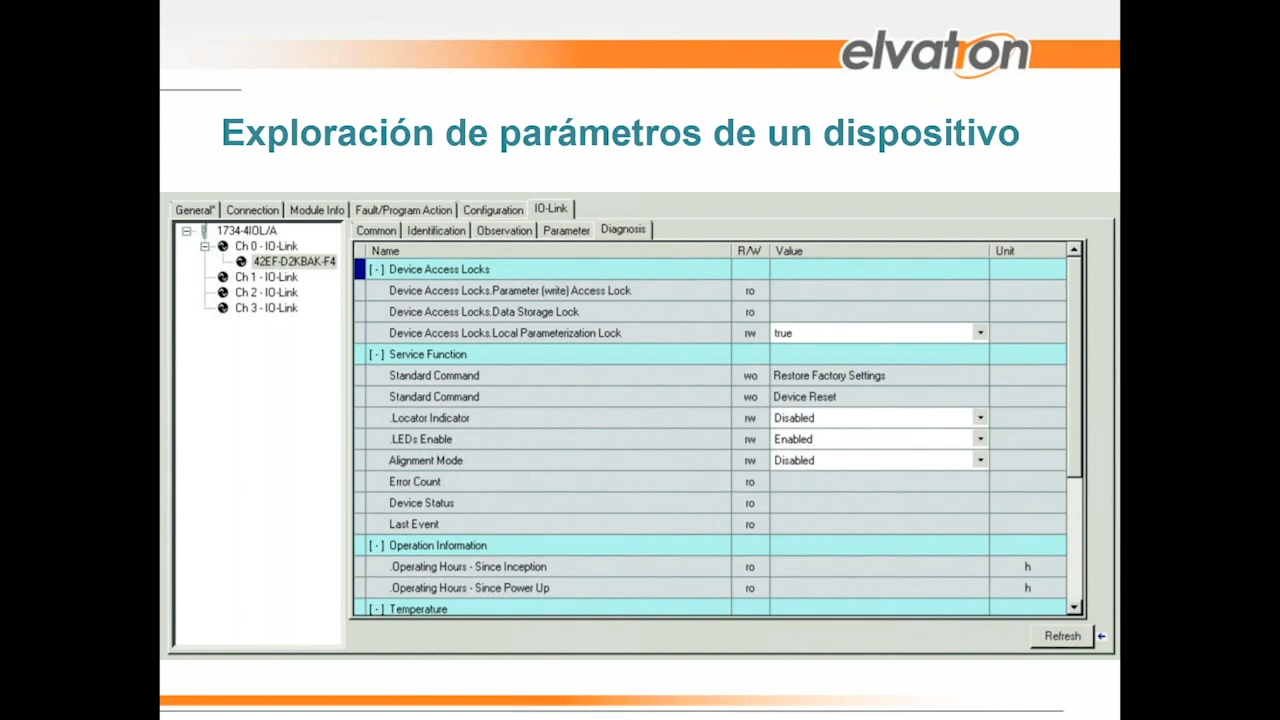 elvatron
Exploración de parámetros de un dispositivo
General* Connection Module Info Fault/Program Action Configuration IO-Link
1734-4IOL/A
Ch 0 - IO-Link
42EF-D2KBAK-F4
Ch 1 - IO-Link
Ch 2 - IO-Link
Ch 3 - IO-Link
Common Identification Observation Parameter Diagnosis
Name R/W Value Unit
[-] Device Access Locks
Device Access Locks.Parameter (write) Access Lock ro
Device Access Locks.Data Storage Lock ro
Device Access Locks.Local Parameterization Lock rw true
[-] Service Function
Standard Command wo Restore Factory Settings
Standard Command wo Device Reset
.Locator Indicator rw Disabled
.LEDs Enable rw Enabled
Alignment Mode rw Disabled
Error Count ro
Device Status ro
Last Event ro
[-] Operation Information
.Operating Hours - Since Inception ro h
.Operating Hours - Since Power Up ro h
[-] Temperature
Refresh